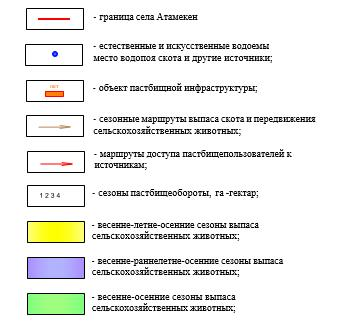 - граница села Атамекен
- естественные и искусственные водоемы
место водопоя скота и другие источники;
- объект пастбищной инфраструктуры;
- сезонные маршруты выпаса скота и передвижения
сельскохозяйственных животных;
- маршруты доступа пастбищепользователей к
источникам;
1 2 3 4
- сезоны пастбищеобороты, га -гектар;
- весенне-летне-осенние сезоны выпаса
сельскохозяйственных животных;
- весенне-раннелетне-осенние сезоны выпаса
сельскохозяйственных животных;
- весенне-осенние сезоны выпаса
сельскохозяйственных животных;